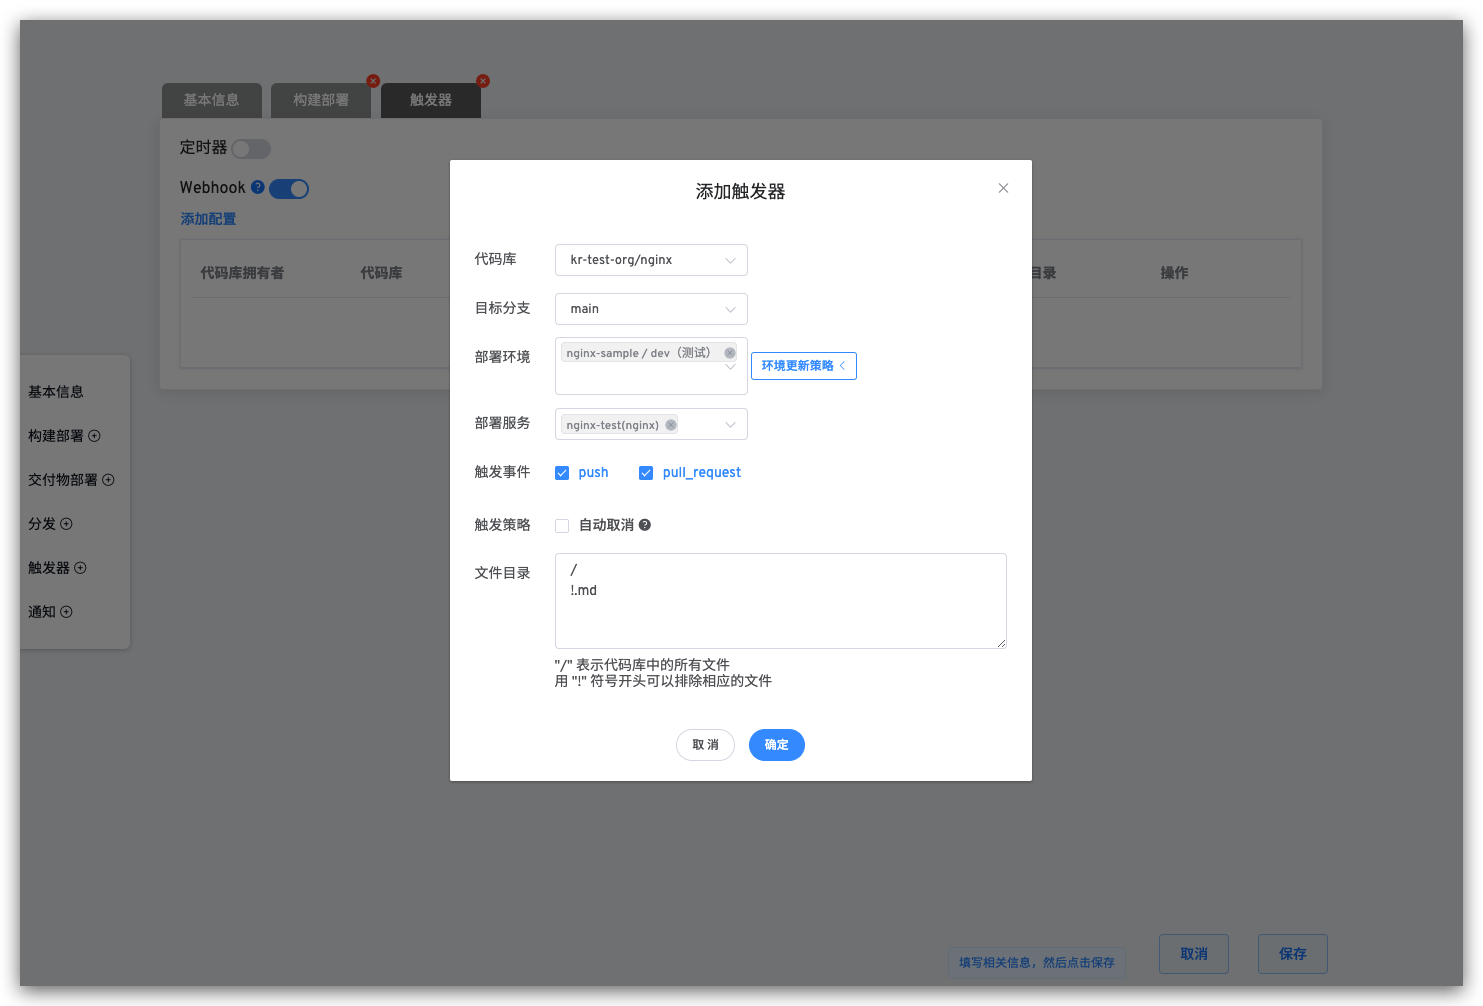 基本信息
构建部署
触发器
定时器
Webhook
添加配置
代码库拥有者
代码库
目录
操作
基本信息
构建部署
交付物部署
分发
触发器
通知
添加触发器
代码库
kr-test-org/nginx
目标分支
main
部署环境
nginx-sample / dev（测试）
环境更新策略
部署服务
nginx-test(nginx)
触发事件
push
pull_request
触发策略
自动取消
文件目录
/
!.md
"/" 表示代码库中的所有文件
用 "!" 符号开头可以排除相应的文件
取 消
确定
填写相关信息，然后点击保存
取消
保存